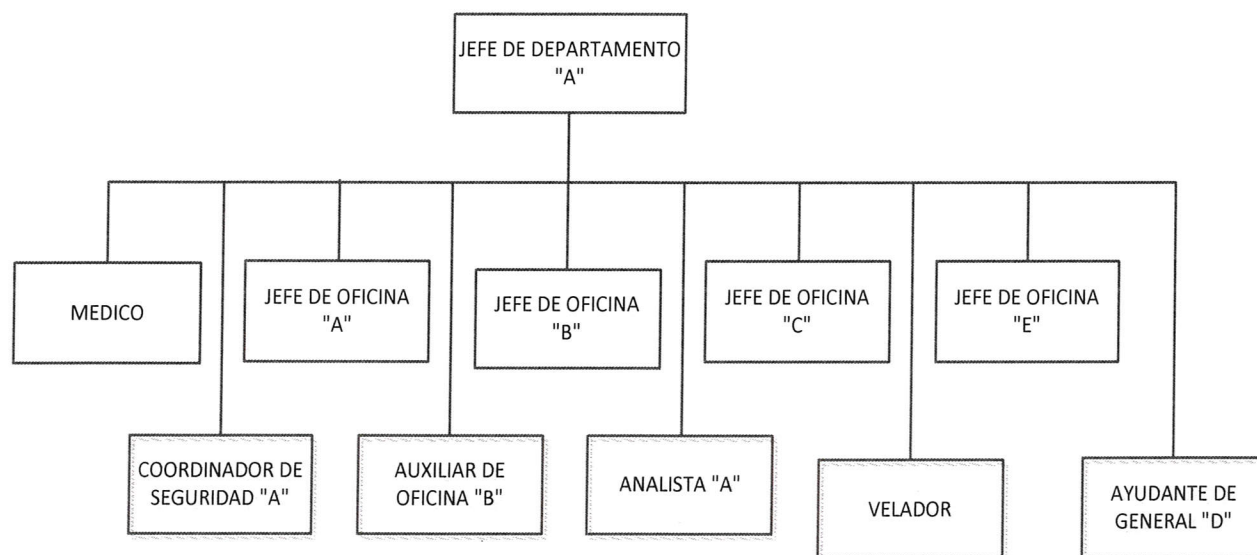 JEFE DE DEPARTAMENTO
"A"
MEDICO
JEFE DE OFICINA
"A"
JEFE DE OFICINA
"B"
JEFE DE OFICINA
"C"
JEFE DE OFICINA
"E"
COORDINADOR DE
SEGURIDAD "A"
AUXILIAR DE
OFICINA "B"
ANALISTA "A"
VELADOR
AYUDANTE DE
GENERAL "D"